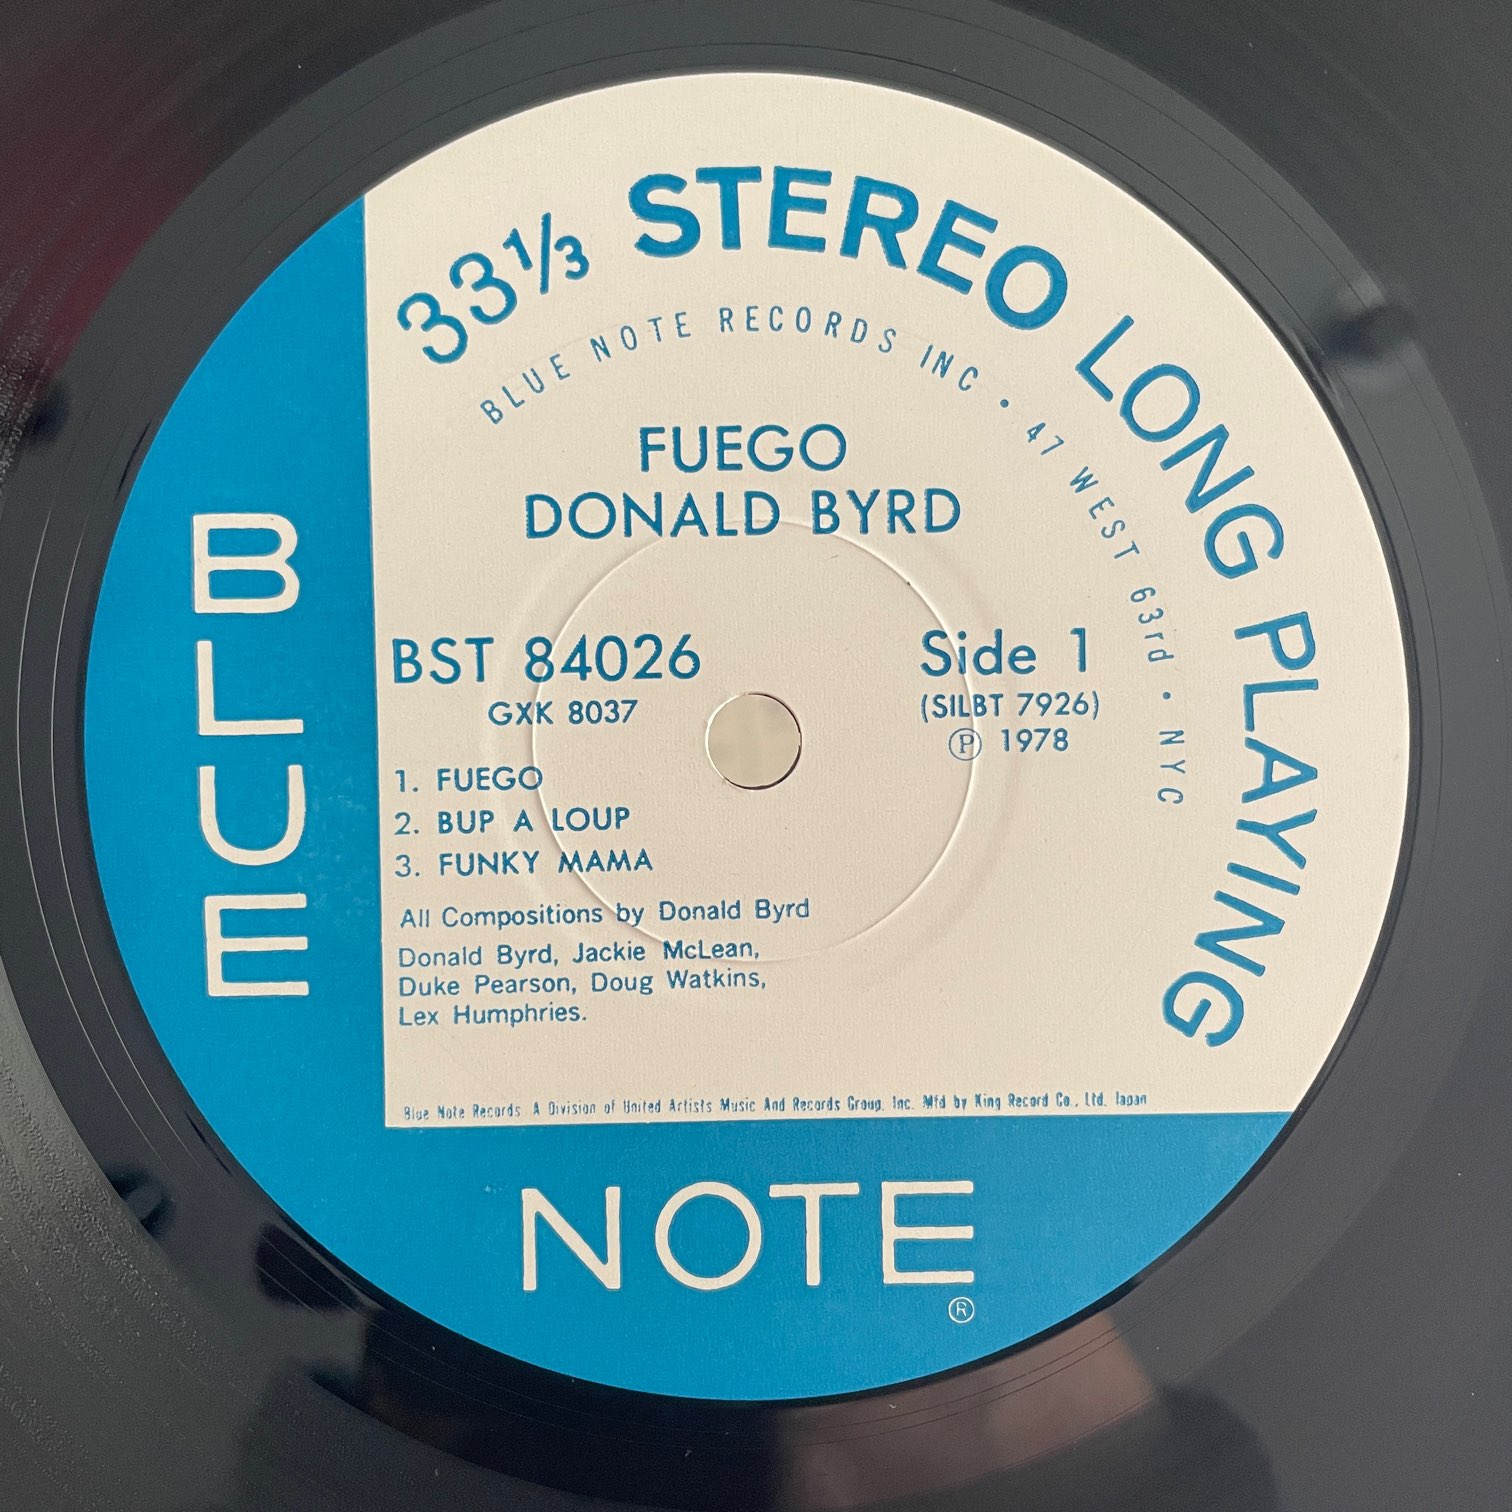 33⅓ STEREO LONG PLAYING
BLUE NOTE RECORDS INC • 47 WEST 63rd • NYC
FUEGO
DONALD BYRD
BST 84026
GXK 8037
Side 1
(SILBT 7926)
Ⓟ 1978
1. FUEGO
2. BUP A LOUP
3. FUNKY MAMA
All Compositions by Donald Byrd
Donald Byrd, Jackie McLean,
Duke Pearson, Doug Watkins,
Lex Humphries.
Blue Note Records A Division of United Artists Music And Records Group, Inc. Mfd by King Record Co., Ltd. Japan
BLUE
NOTE
®